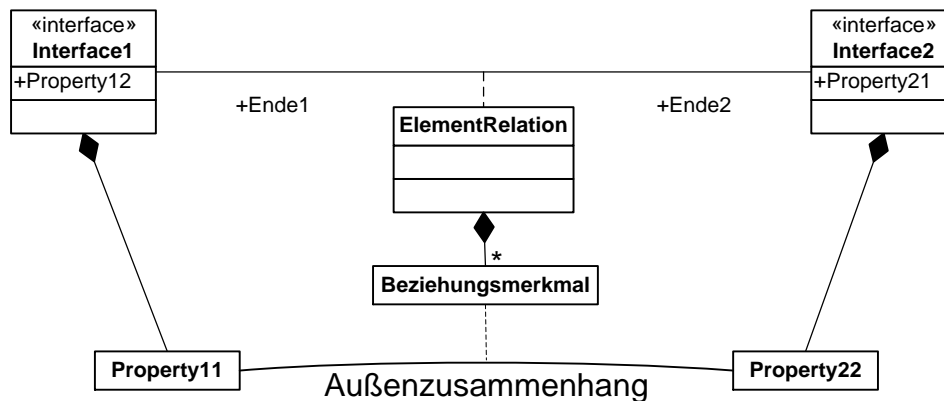 «interface»
Interface1
+Property12
«interface»
Interface2
+Property21
+Ende1
+Ende2
ElementRelation
*
Beziehungsmerkmal
Property11
Property22
Außenzusammenhang